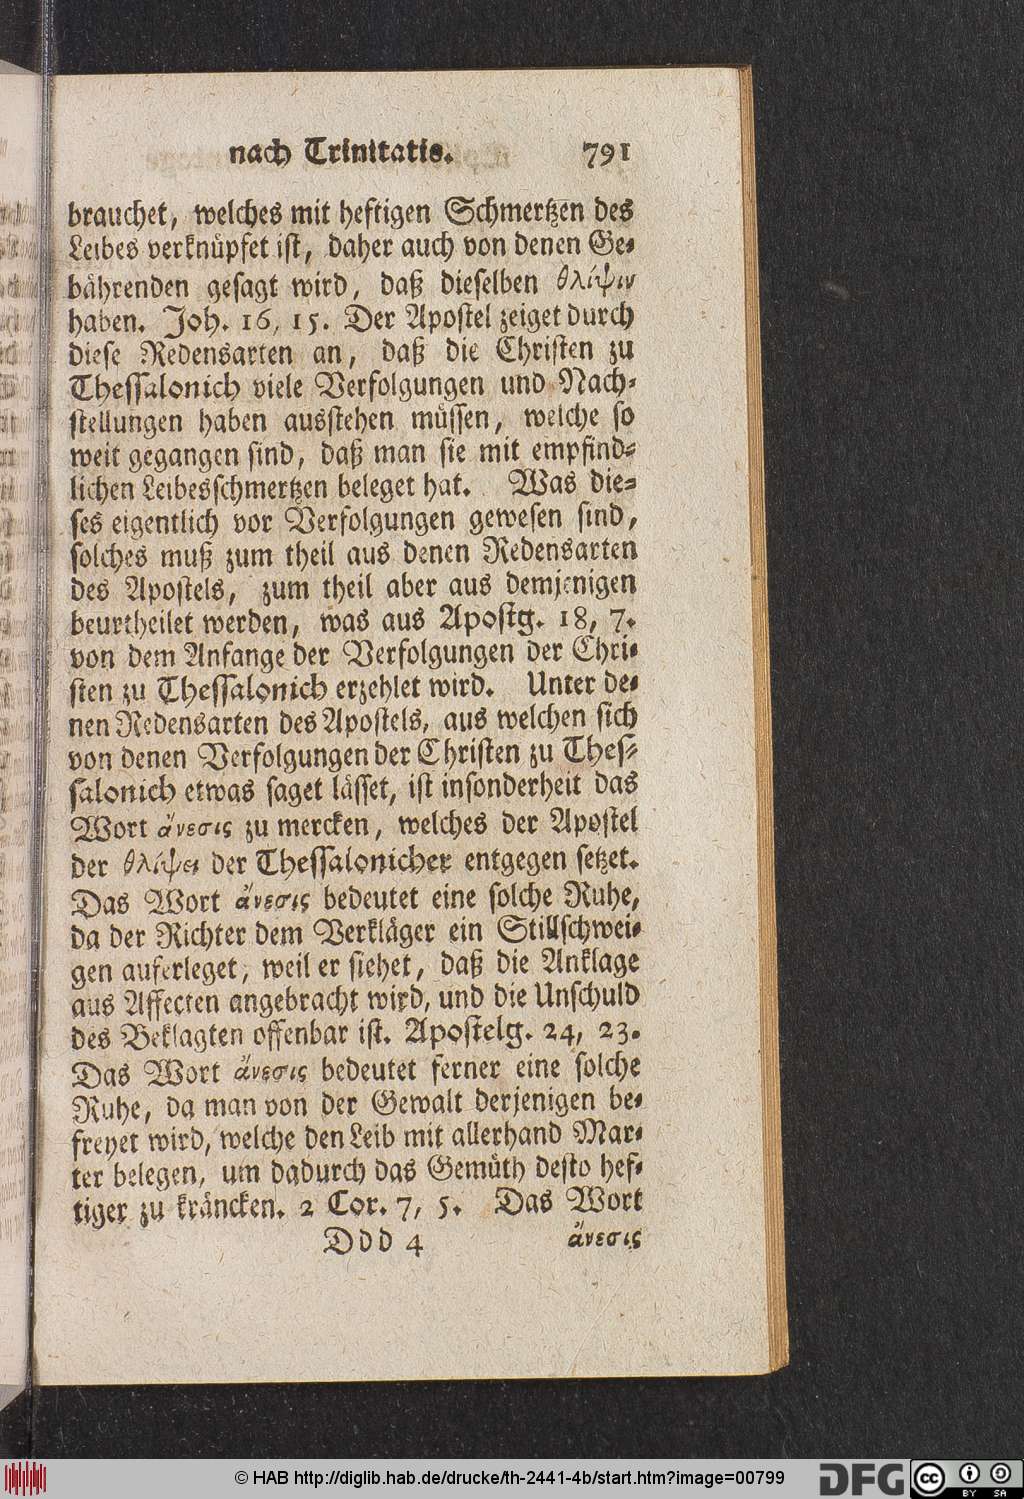 nach Trinitatis. 791
brauchet, welches mit heftigen Schmertzen des
Leibes verknüpfet ist, daher auch von denen Ge-
bährenden gesagt wird, daß dieselben θλίψιν
haben. Joh. 16, 15. Der Apostel zeiget durch
diese Redensarten an, daß die Christen zu
Thessalonich viele Verfolgungen und Nach-
stellungen haben ausstehen müssen, welche so
weit gegangen sind, daß man sie mit empfind-
lichen Leibesschmertzen beleget hat. Was die-
ses eigentlich vor Verfolgungen gewesen sind,
solches muß zum theil aus denen Redensarten
des Apostels, zum theil aber aus demjenigen
beurtheilet werden, was aus Apostg. 18, 7.
von dem Anfange der Verfolgungen der Chri-
sten zu Thessalonich erzehlet wird. Unter de-
nen Redensarten des Apostels, aus welchen sich
von denen Verfolgungen der Christen zu Thes-
salonich etwas saget lässet, ist insonderheit das
Wort ἄνεσις zu mercken, welches der Apostel
der θλίψει der Thessalonicher entgegen setzet.
Das Wort ἄνεσις bedeutet eine solche Ruhe,
da der Richter dem Verkläger ein Stillschwei-
gen auferleget, weil er siehet, daß die Anklage
aus Affecten angebracht wird, und die Unschuld
des Beklagten offenbar ist. Apostelg. 24, 23.
Das Wort ἄνεσις bedeutet ferner eine solche
Ruhe, da man von der Gewalt derjenigen be-
freyet wird, welche den Leib mit allerhand Mar-
ter belegen, um dadurch das Gemüth desto hef-
tiger zu kräncken. 2 Cor. 7, 5. Das Wort
Ddd 4 ἄνεσις
© HAB http://diglib.hab.de/drucke/th-2441-4b/start.htm?image=00799 DFG cc BY SA